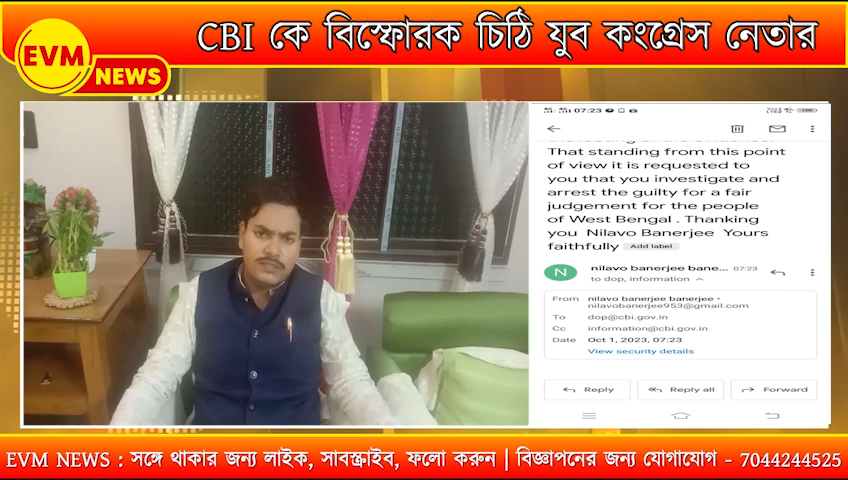 CBI কে বিস্ফোরক চিঠি যুব কংগ্রেস নেতার
EVM
NEWS
07:23
That standing from this point
of view it is requested to
you that you investigate and
arrest the guilty for a fair
judgement for the people
of West Bengal . Thanking
you Nilavo Banerjee Yours
faithfully Add label
N
nilavo banerjee bane... 07:23
to dop, information
From nilavo banerjee banerjee •
nilavobanerjee953@gmail.com
To dop@cbi.gov.in
Cc information@cbi.gov.in
Date Oct 1, 2023, 07:23
View security details
Reply Reply all Forward
EVM NEWS : সঙ্গে থাকার জন্য লাইক, সাবস্ক্রাইব, ফলো করুন | বিজ্ঞাপনের জন্য যোগাযোগ - 7044244525